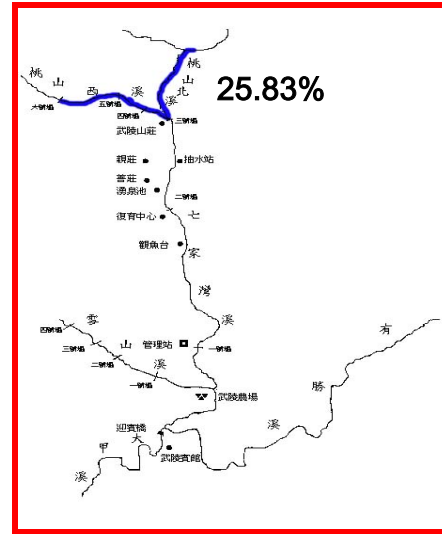 桃山西溪
桃山北溪
25.83%
六號壩
五號壩
四號壩
三號壩
武陵山莊
親莊
抽水站
善莊
湧泉池
二號壩
復育中心
觀魚台
七家灣溪
四號壩
三號壩
二號壩
一號壩
雪山溪
管理站
一號壩
有勝溪
武陵農場
迎賓橋
武陵賓館
大甲溪